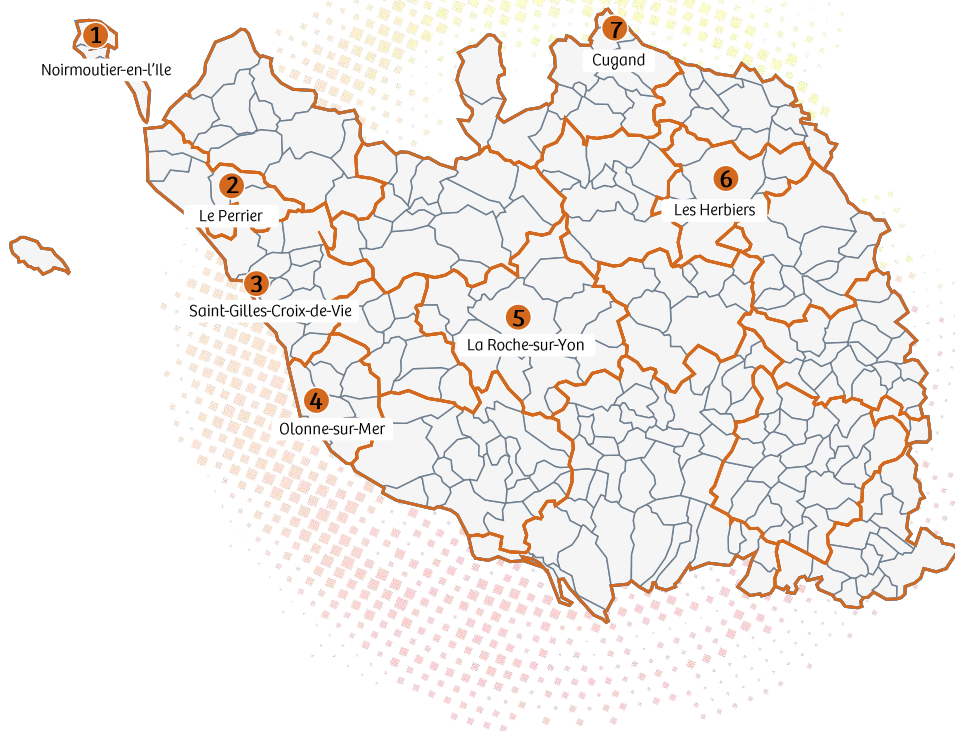 1
Noirmoutier-en-l'Ile
2
Le Perrier
3
Saint-Gilles-Croix-de-Vie
4
Olonne-sur-Mer
5
La Roche-sur-Yon
6
Les Herbiers
7
Cugand